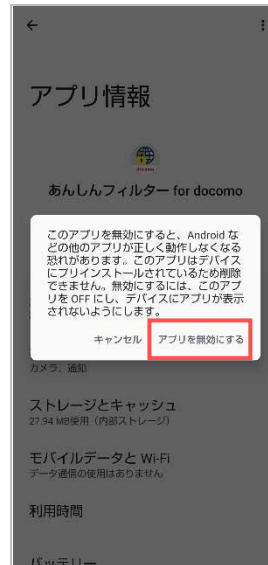 アプリ情報
docomo
あんしんフィルター for docomo
このアプリを無効にすると、Android な
どの他のアプリが正しく動作しなくなる
恐れがあります。このアプリはデバイス
にプリインストールされているため削除
できません。無効にするには、このアプ
リを OFF にし、デバイスにアプリが表示
されないようにします。
キャンセル アプリを無効にする
カメラ、通知
ストレージとキャッシュ
27.94 MB使用（内部ストレージ）
モバイルデータと Wi-Fi
データ通信の使用はありません
利用時間
バッテリー